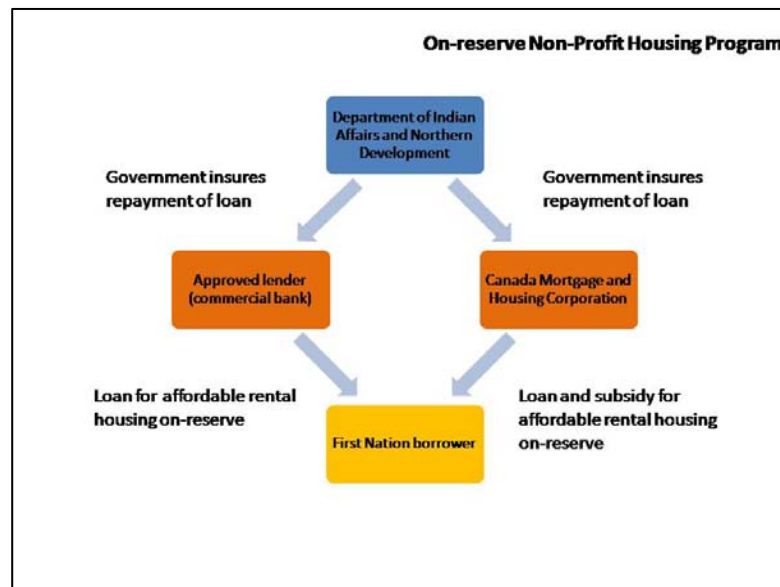 On-reserve Non-Profit Housing Program
Department of Indian
Affairs and Northern
Development
Government insures
repayment of loan
Government insures
repayment of loan
Approved lender
(commercial bank)
Canada Mortgage and
Housing Corporation
Loan for affordable rental
housing on-reserve
Loan and subsidy for
affordable rental housing
on-reserve
First Nation borrower